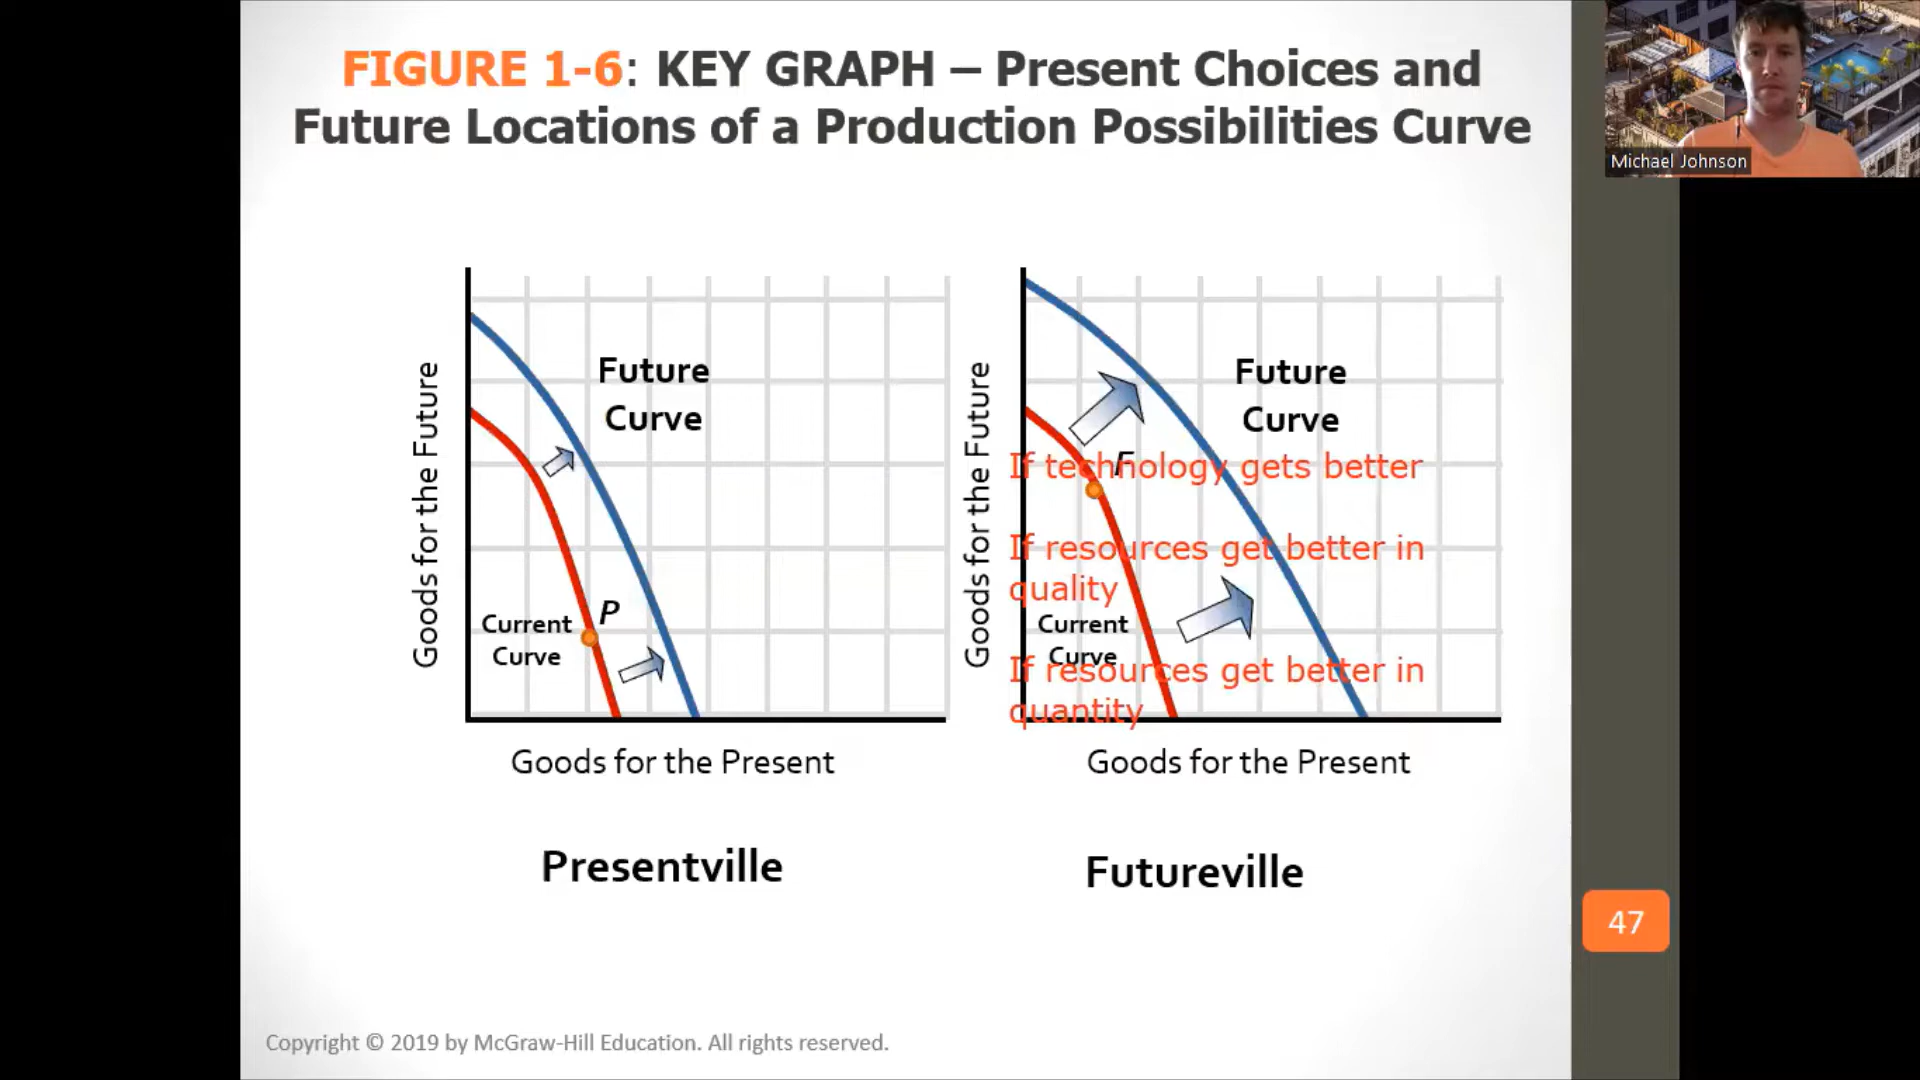 FIGURE 1-6: KEY GRAPH – Present Choices and
Future Locations of a Production Possibilities Curve
Michael Johnson
Goods for the Future
Future
Curve
P
Current
Curve
Goods for the Present
Presentville
Goods for the Future
Future
Curve
F
If technology gets better
If resources get better in
quality
Current
Curve
If resources get better in
quantity
Goods for the Present
Futureville
47
Copyright © 2019 by McGraw-Hill Education. All rights reserved.